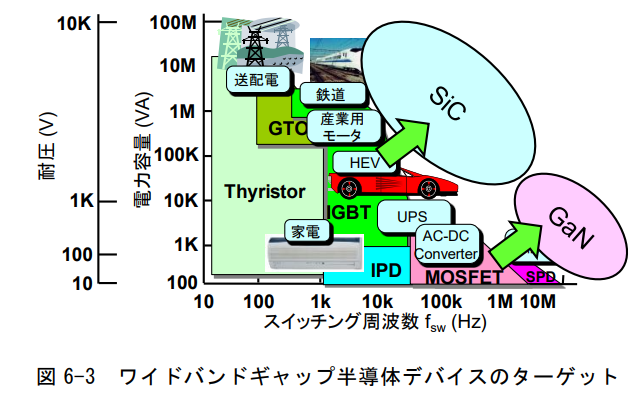 耐圧 (V)
10K
1K
100
10
電力容量 (VA)
100M
10M
1M
100K
10K
1K
100
送配電
鉄道
SiC
GTO
産業用
モータ
HEV
Thyristor
IGBT
UPS
GaN
家電
AC-DC
Converter
IPD
MOSFET
SPD
10
100
1k
10k
100k
1M
10M
スイッチング周波数 fsw (Hz)
図 6-3 ワイドバンドギャップ半導体デバイスのターゲット